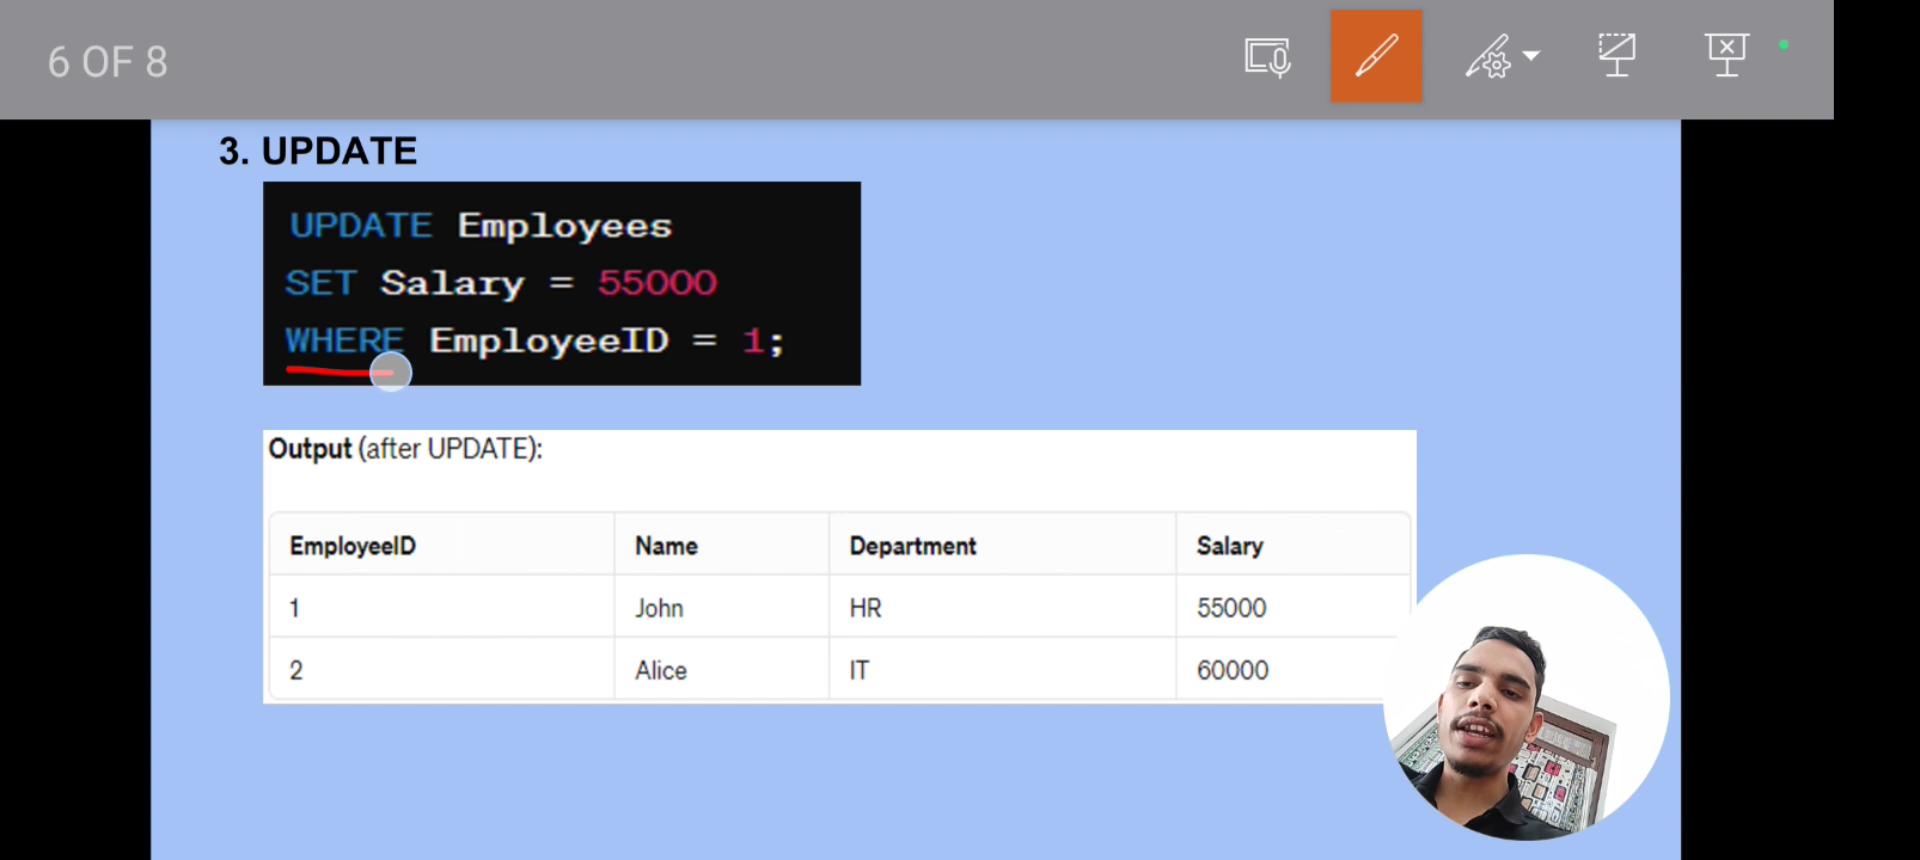 6 OF 8
3. UPDATE
UPDATE Employees
SET Salary = 55000
WHERE EmployeeID = 1;
Output (after UPDATE):
EmployeeID Name Department Salary
1 John HR 55000
2 Alice IT 60000